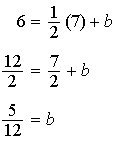 6 = 1/2 (7) + b
12/2 = 7/2 + b
5/12 = b